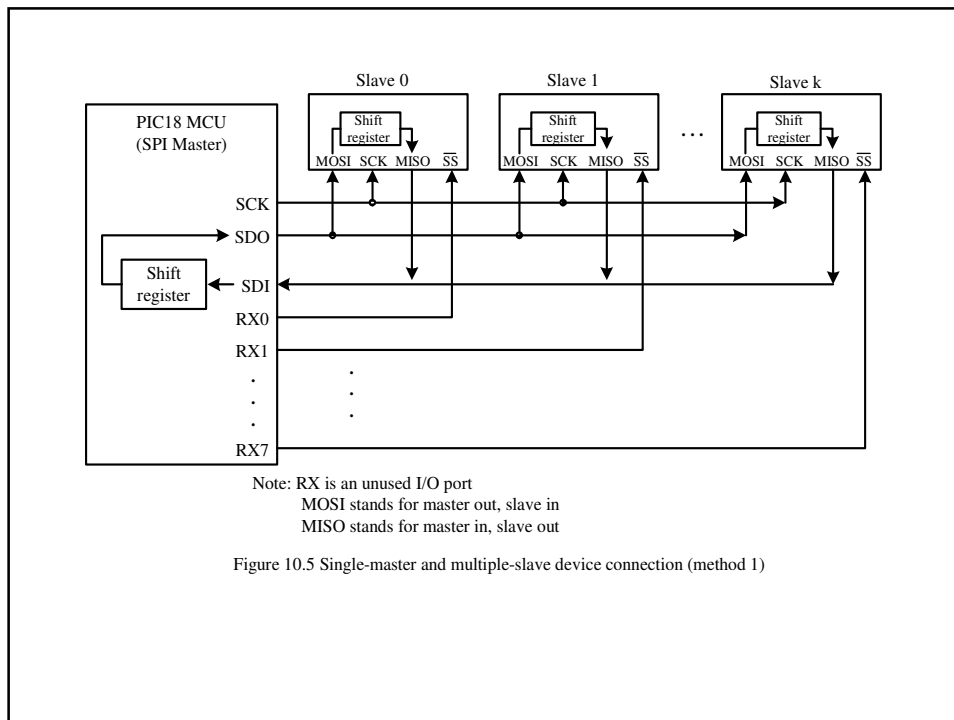 Slave 0
Slave 1
Slave k
PIC18 MCU
(SPI Master)
Shift
register
Shift
register
Shift
register
. . .
MOSI SCK MISO SS
MOSI SCK MISO SS
MOSI SCK MISO SS
SCK
SDO
Shift
register
SDI
RX0
RX1
.
.
.
.
.
.
RX7
Note: RX is an unused I/O port
MOSI stands for master out, slave in
MISO stands for master in, slave out
Figure 10.5 Single-master and multiple-slave device connection (method 1)